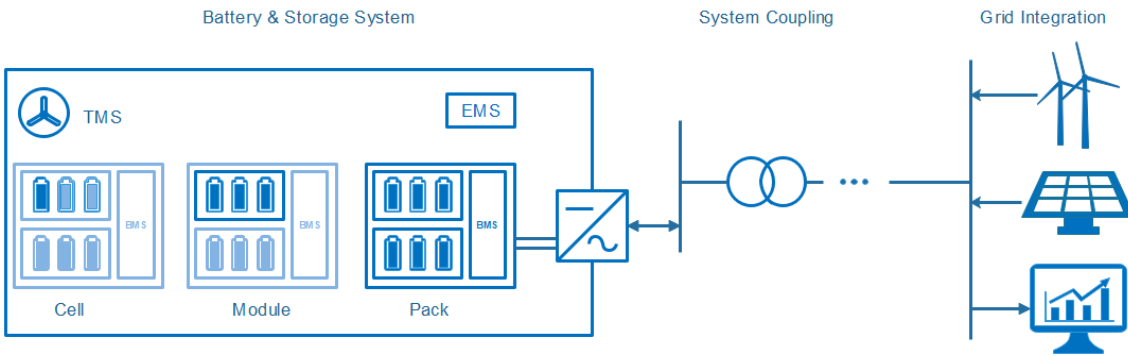 Battery & Storage System
System Coupling
Grid Integration
TMS
EMS
BMS
BMS
BMS
Cell
Module
Pack